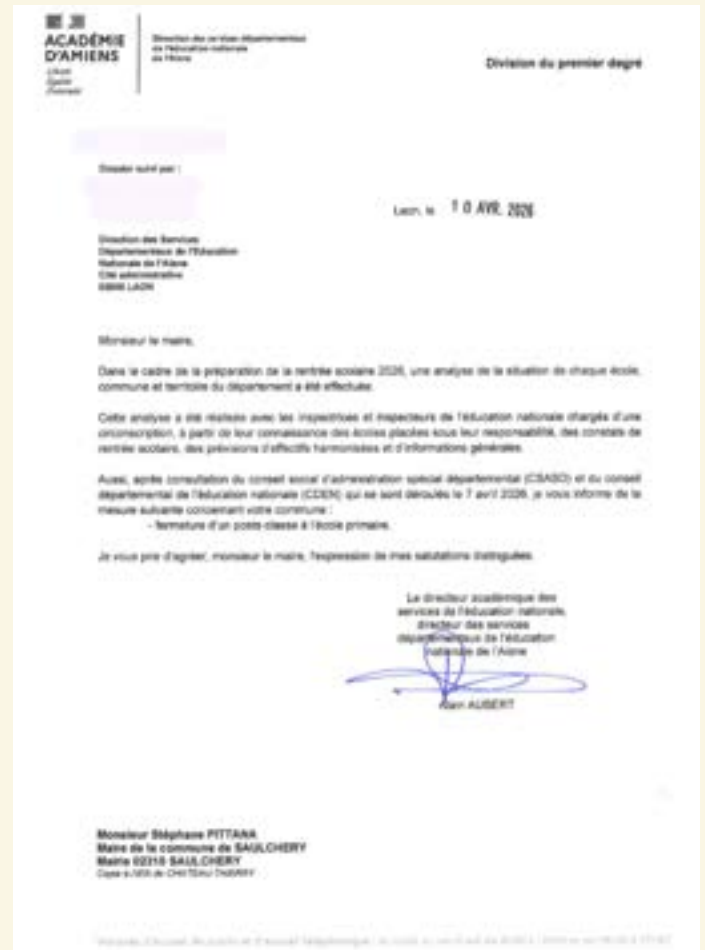 ACADÉMIE
D'AMIENS
Liberté
Égalité
Fraternité
Direction des services départementaux
de l'éducation nationale
de l'Aisne
Division du premier degré
Dossier suivi par :
Laon, le 10 AVR. 2026
Direction des Services
Départementaux de l'Education
Nationale de l'Aisne
Cité administrative
02000 LAON
Monsieur le maire,
Dans le cadre de la préparation de la rentrée scolaire 2026, une analyse de la situation de chaque école,
commune et territoire du département a été effectuée.
Cette analyse a été réalisée avec les inspectrices et inspecteurs de l'éducation nationale chargés d'une
circonscription, à partir de leur connaissance des écoles placées sous leur responsabilité, des constats de
rentrée scolaire, des prévisions d'effectifs harmonisées et d'informations générales.
Aussi, après consultation du conseil social d'administration spécial départemental (CSASD) et du conseil
départemental de l'éducation nationale (CDEN) qui se sont déroulés le 7 avril 2026, je vous informe de la
mesure suivante concernant votre commune :
- fermeture d'un poste classe à l'école primaire.
Je vous prie d'agréer, monsieur le maire, l'expression de mes salutations distinguées.
Le directeur académique des
services de l'éducation nationale,
directeur des services
départementaux de l'éducation
nationale de l'Aisne
AUBERT
Monsieur Stéphane PITTANA
Maire de la commune de SAULCHERY
Mairie 02310 SAULCHERY
Copie à l'IEN de CHATEAU THIERRY